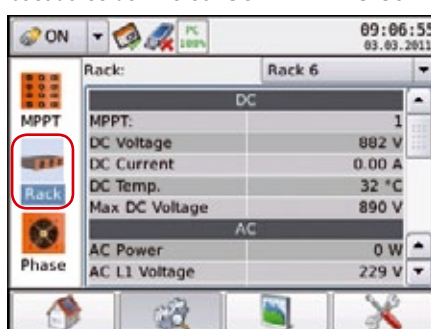 ON PC 100% 09:06:55
03.03.2011
Rack: Rack 6
DC
MPPT MPPT: 1
DC Voltage 882 V
DC Current 0.00 A
Rack DC Temp. 32 °C
Max DC Voltage 890 V
AC
AC Power 0 W
Phase AC L1 Voltage 229 V